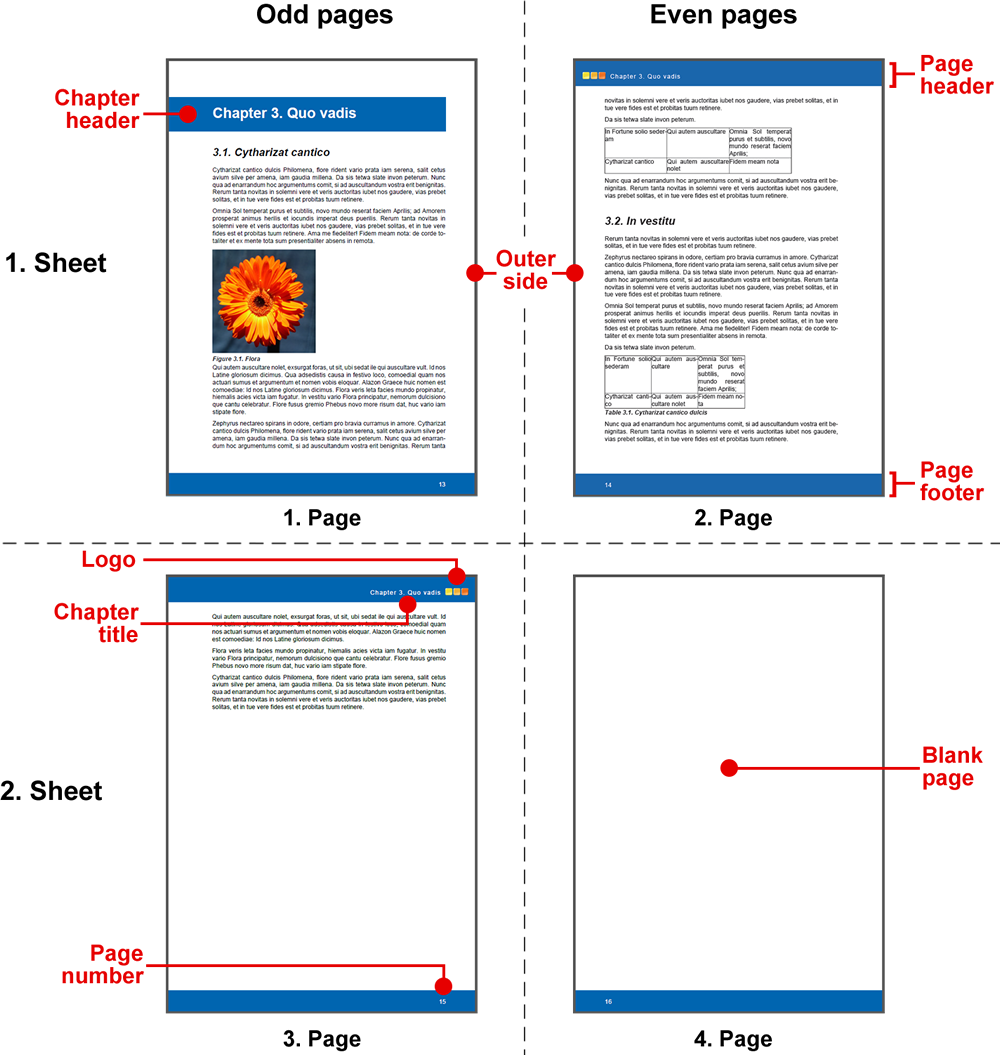 Odd pages
Even pages
Chapter
header
Chapter 3. Quo vadis
3.1. Cytharizat cantico
Cytharizat cantico dulcis Philomena, flore rident vario prata iam serena, salit cetus
avium silve per amena, iam gaudia millena. Da sis tetwa slate invon peterum. Nunc
qua ad enarrandum hoc argumentums comit, si ad auscultandum vostra erit benigitas.
Rerum tanta novitas in solemni vere et veris auctoritas iubet nos gaudere, vias prebet
solitas, et in tue vere fides est et probitas tuum retinere.
Omnia Sol temperat purus et subtilis, novo mundo reserat faciem Aprilis; ad Amorem
prosperat animus herilis et iocundis imperat deus puerilis. Rerum tanta novitas in
solemni vere et veris auctoritas iubet nos gaudere, vias prebet solitas, et in tue vere
fides est et probitas tuum retinere. Ama me fiedeliter! Fidem meam nota: de corde to-
taliter et ex mente tota sum presentialiter absens in remota.
Figure 3.1. Flora
Qui autem auscultare nolet, exsurgat foras, ut sit, ubi sedat ile qui auscultare vult. Id nos
Latine gloriosum dicimus. Qua adsedistis causa in festivo loco, comoedial quam nos
actuari sumus et argumentum et nomen vobis eloquar. Alazon Graece huic nomen est
comoediae: Id nos Latine gloriosum dicimus. Flora veris leta facies mundo propinatur,
hiemalis acies victa iam fugatur. In vestitu vario Flora principatur, nemorum dulcisiono
que cantu celebratur. Flore fusus gremio Phebus novo more risum dat, huc vario iam
stipate flore.
Zephyrus nectareo spirans in odore, certiem pro bravia curramus in amore. Cytharizat
cantico dulcis Philomena, flore rident vario prata iam serena, salit cetus avium silve per
amena, iam gaudia millena. Da sis tetwa slate invon peterum. Nunc qua ad enarran-
dum hoc argumentums comit, si ad auscultandum vostra erit benignitas. Rerum tanta
13
1. Page
Page
header
Chapter 3. Quo vadis
novitas in solemni vere et veris auctoritas iubet nos gaudere, vias prebet solitas, et in
tue vere fides est et probitas tuum retinere.
Da sis tetwa slate invon peterum.
In Fortune solio seder-
am
Qui autem auscultare
Omnia Sol temperat
purus et subtilis, novo
mundo reserat faciem
Aprilis;
Cytharizat cantico
Qui autem auscultare
nolet
Fidem meam nota
Nunc qua ad enarrandum hoc argumentums comit, si ad auscultandum vostra erit be-
nignitas. Rerum tanta novitas in solemni vere et veris auctoritas iubet nos gaudere, vias
prebet solitas, et in tue vere fides est et probitas tuum retinere.
3.2. In vestitu
Rerum tanta novitas in solemni vere et veris auctoritas iubet nos gaudere, vias prebet
solitas, et in tue vere fides est et probitas tuum retinere.
Zephyrus nectareo spirans in odore, certiam pro bravia curramus in amore. Cytharizat
cantico dulcis Philomena, flore rident vario prata iam serena, salit cetus avium silve per
amena, iam gaudia millena. Da sis tetwa slate invon peterum. Nunc qua ad enarran-
dum hoc argumentums comit, si ad auscultandum vostra erit benignitas. Rerum tanta
novitas in solemni vere et veris auctoritas iubet nos gaudere, vias prebet solitas, et in
tue vere fides est et probitas tuum retinere.
Omnia Sol temperat purus et subtilis, novo mundo reserat faciem Aprilis; ad Amorem
prosperat animus herilis et iocundis imperat deus puerilis. Rerum tanta novitas in
solemni vere et veris auctoritas iubet nos gaudere, vias prebet solitas, et in tue vere
fides est et probitas tuum retinere. Ama me fiedeliter! Fidem meam nota: de corde to-
taliter et ex mente tota sum presentialiter absens in remota.
Da sis tetwa slate invon peterum.
In Fortune solio
sederam
Qui autem aus-
cultare
Omnia Sol tem-
perat purus et
subtilis, novo
mundo reserat
faciem Aprilis;
Cytharizat canti-
co
Qui autem aus-
cultare nolet
Fidem meam no-
ta
Table 3.1. Cytharizat cantico dulcis
Nunc qua ad enarrandum hoc argumentums comit, si ad auscultandum vostra erit be-
nignitas. Rerum tanta novitas in solemni vere et veris auctoritas iubet nos gaudere, vias
prebet solitas, et in tue vere fides est et probitas tuum retinere.
14
Page
footer
2. Page
1. Sheet
Outer
side
Logo
Chapter
title
Chapter 3. Quo vadis
Qui autem auscultare nolet, exsurgat foras, ut sit, ubi sedat ile qui auscultare vult. Id
nos Latine gloriosum dicimus. Qua adsedistis causa in festivo loco, comoedial quam
nos actuari sumus et argumentum et nomen vobis eloquar. Alazon Graece huic nomen
est comoediae: Id nos Latine gloriosum dicimus.
Flora veris leta facies mundo propinatur, hiemalis acies victa iam fugatur. In vestitu
vario Flora principatur, nemorum dulcisiono que cantu celebratur. Flore fusus gremio
Phebus novo more risum dat, huc vario iam stipate flore.
Cytharizat cantico dulcis Philomena, flore rident vario prata iam serena, salit cetus
avium silve per amena, iam gaudia millena. Da sis tetwa slate invon peterum. Nunc
qua ad enarrandum hoc argumentums comit, si ad auscultandum vostra erit benignitas.
Rerum tanta novitas in solemni vere et veris auctoritas iubet nos gaudere, vias prebet
solitas, et in tue vere fides est et probitas tuum retinere.
2. Sheet
Page
number
15
3. Page
Blank
page
16
4. Page